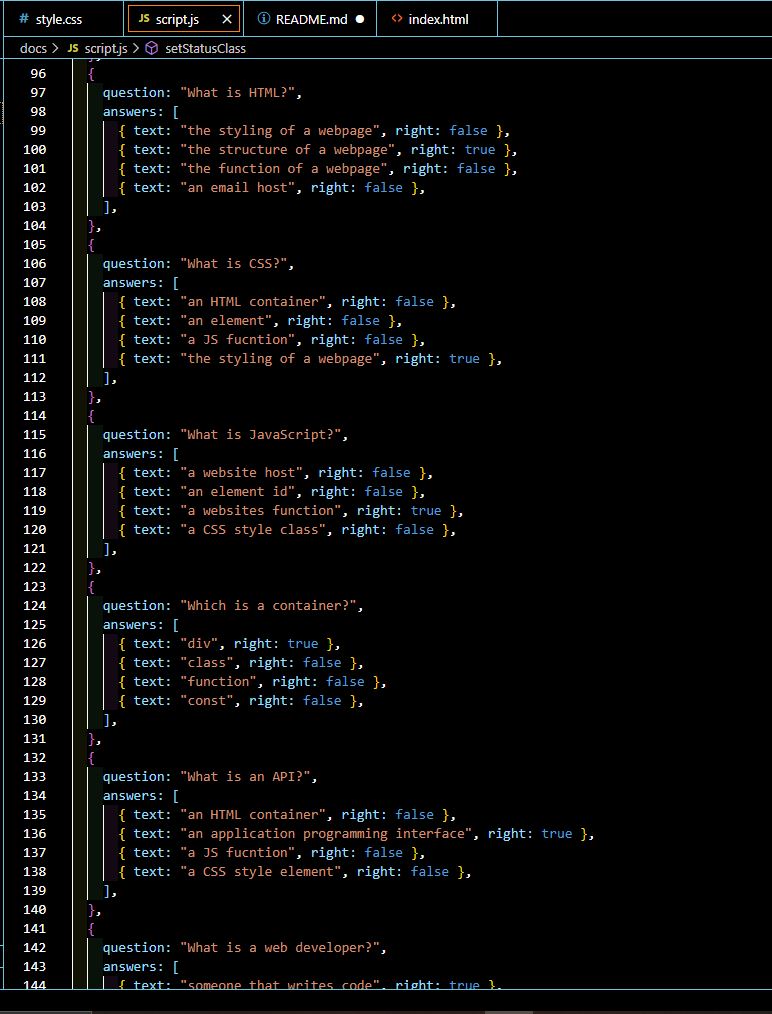 # style.css JS script.js × README.md ● <> index.html
docs > JS script.js > setStatusClass
},
96 {
97 question: "What is HTML?",
98 answers: [
99 { text: "the styling of a webpage", right: false },
100 { text: "the structure of a webpage", right: true },
101 { text: "the function of a webpage", right: false },
102 { text: "an email host", right: false },
103 ],
104 },
105 {
106 question: "What is CSS?",
107 answers: [
108 { text: "an HTML container", right: false },
109 { text: "an element", right: false },
110 { text: "a JS fucntion", right: false },
111 { text: "the styling of a webpage", right: true },
112 ],
113 },
114 {
115 question: "What is JavaScript?",
116 answers: [
117 { text: "a website host", right: false },
118 { text: "an element id", right: false },
119 { text: "a websites function", right: true },
120 { text: "a CSS style class", right: false },
121 ],
122 },
123 {
124 question: "Which is a container?",
125 answers: [
126 { text: "div", right: true },
127 { text: "class", right: false },
128 { text: "function", right: false },
129 { text: "const", right: false },
130 ],
131 },
132 {
133 question: "What is an API?",
134 answers: [
135 { text: "an HTML container", right: false },
136 { text: "an application programming interface", right: true },
137 { text: "a JS fucntion", right: false },
138 { text: "a CSS style element", right: false },
139 ],
140 },
141 {
142 question: "What is a web developer?",
143 answers: [
144 { text: "someone that writes code", right: true },